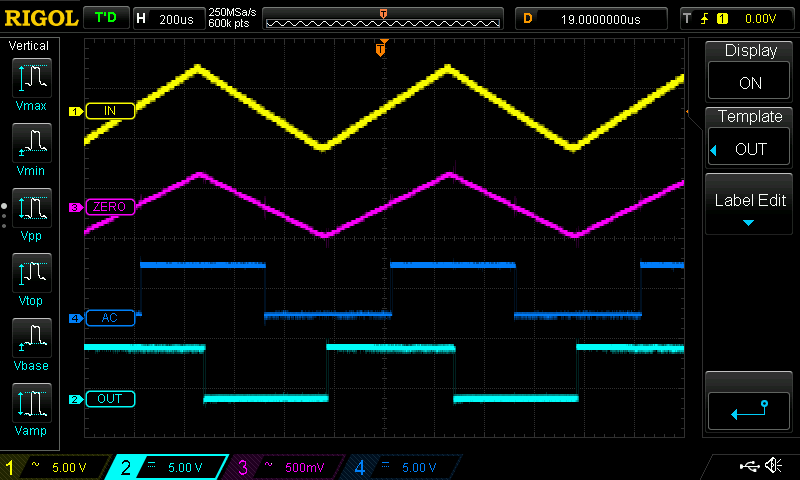 RIGOL T'D H 200us 250MSa/s 600k pts T D 19.0000000us T 1 0.00V
Vertical
Vmax
Vmin
Vpp
Vtop
Vbase
Vamp
T
1 IN
3 ZERO
4 AC
2 OUT
Display
ON
Template
OUT
Label Edit
1 ~ 5.00 V 2 5.00 V 3 ~ 500mV 4 5.00 V